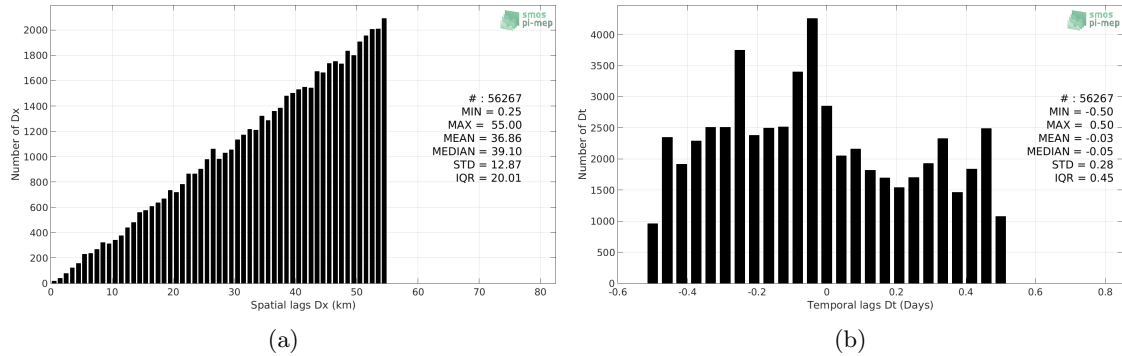 smos
pi-mep
2000
1800
1600
1400
1200
1000
800
600
400
200
0
Number of Dx
# : 56267
MIN = 0.25
MAX = 55.00
MEAN = 36.86
MEDIAN = 39.10
STD = 12.87
IQR = 20.01
0 10 20 30 40 50 60 70 80
Spatial lags Dx (km)
(a)
smos
pi-mep
4000
3500
3000
2500
2000
1500
1000
500
0
Number of Dt
# : 56267
MIN = -0.50
MAX = 0.50
MEAN = -0.03
MEDIAN = -0.05
STD = 0.28
IQR = 0.45
-0.6 -0.4 -0.2 0 0.2 0.4 0.6 0.8
Temporal lags Dt (Days)
(b)